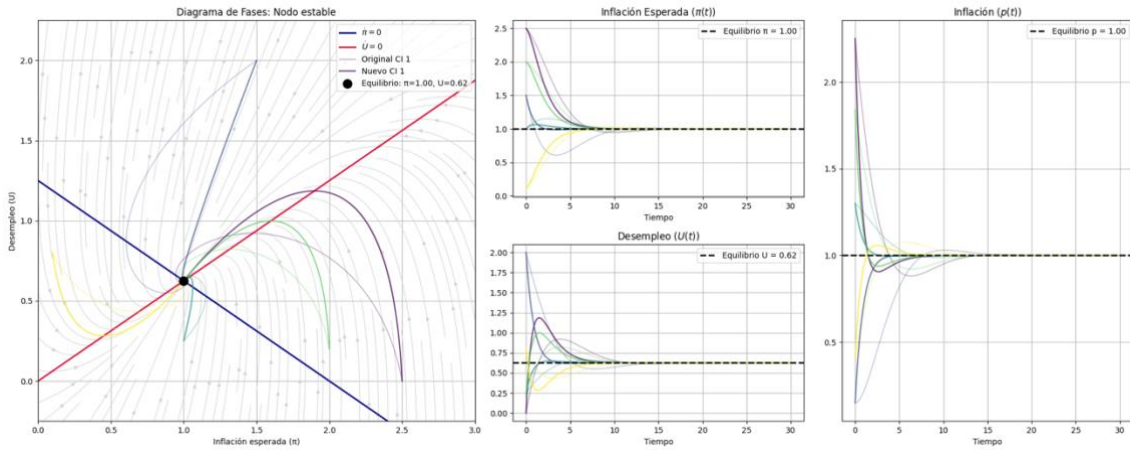 Diagrama de Fases: Nodo estable
π̇ = 0
U̇ = 0
Original CI 1
Nuevo CI 1
Equilibrio: π=1.00, U=0.62
Desempleo (U)
2.0
1.5
1.0
0.5
0.0
0.0 0.5 1.0 1.5 2.0 2.5 3.0
Inflación esperada (π)
Inflación Esperada (π(t))
Equilibrio π = 1.00
2.5
2.0
1.5
1.0
0.5
0.0
0 5 10 15 20 25 30
Tiempo
Desempleo (U(t))
Equilibrio U = 0.62
2.00
1.75
1.50
1.25
1.00
0.75
0.50
0.25
0.00
0 5 10 15 20 25 30
Tiempo
Inflación (p(t))
Equilibrio p = 1.00
2.0
1.5
1.0
0.5
0 5 10 15 20 25 30
Tiempo